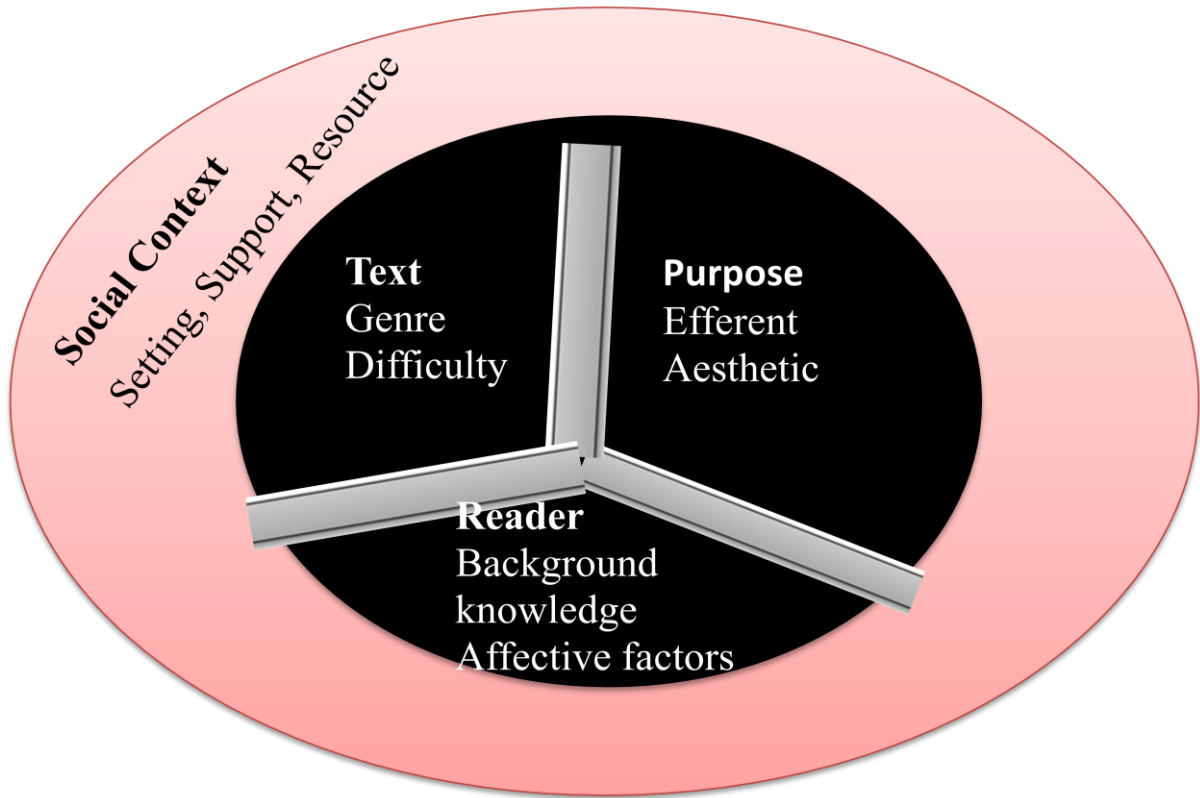 Social Context
Setting, Support, Resource
Text
Genre
Difficulty
Purpose
Efferent
Aesthetic
Reader
Background
knowledge
Affective factors